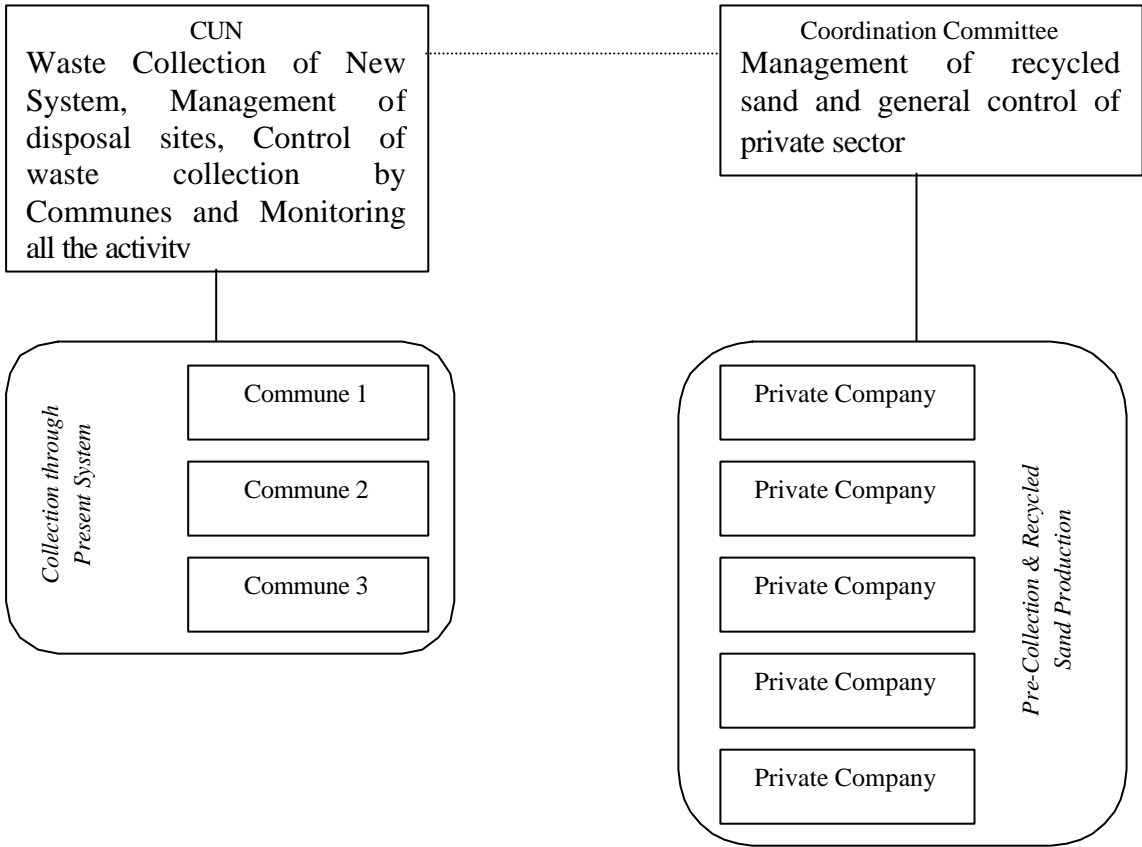 CUN
Waste Collection of New
System, Management of
disposal sites, Control of
waste collection by
Communes and Monitoring
all the activity
Coordination Committee
Management of recycled
sand and general control of
private sector
Collection through
Present System
Commune 1
Commune 2
Commune 3
Private Company
Private Company
Private Company
Private Company
Private Company
Pre-Collection & Recycled
Sand Production